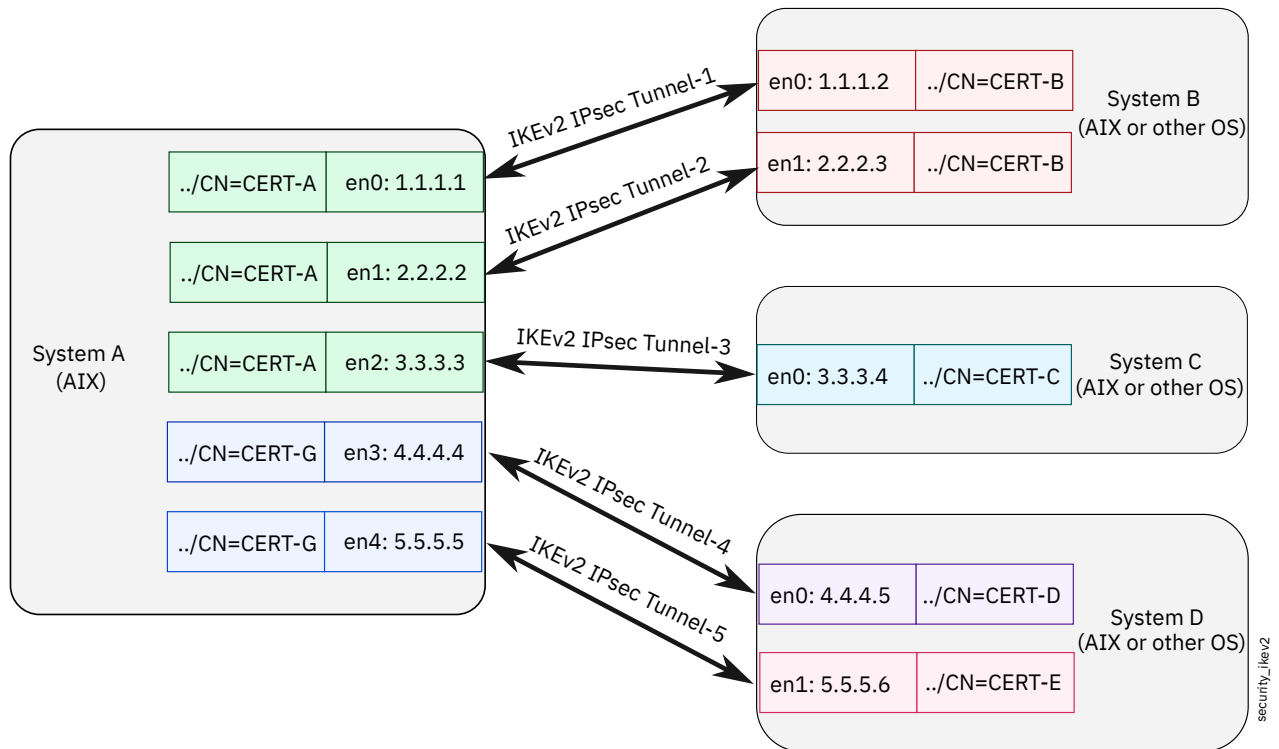 System A
(AIX)
../CN=CERT-A en0: 1.1.1.1
../CN=CERT-A en1: 2.2.2.2
../CN=CERT-A en2: 3.3.3.3
../CN=CERT-G en3: 4.4.4.4
../CN=CERT-G en4: 5.5.5.5
IKEv2 IPsec Tunnel-1
IKEv2 IPsec Tunnel-2
IKEv2 IPsec Tunnel-3
IKEv2 IPsec Tunnel-4
IKEv2 IPsec Tunnel-5
en0: 1.1.1.2 ../CN=CERT-B
en1: 2.2.2.3 ../CN=CERT-B
System B
(AIX or other OS)
en0: 3.3.3.4 ../CN=CERT-C
System C
(AIX or other OS)
en0: 4.4.4.5 ../CN=CERT-D
en1: 5.5.5.6 ../CN=CERT-E
System D
(AIX or other OS)
security_ikev2